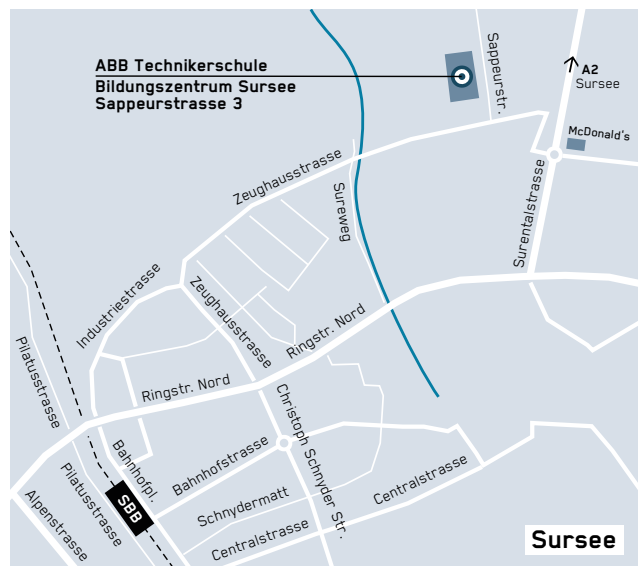 ABB Technikerschule
Bildungszentrum Sursee
Sappeurstrasse 3
Sappeurstr.
A2
Sursee
McDonald's
Zeughausstrasse
Sureweg
Surentalstrasse
Industriestrasse
Zeughausstrasse
Pilatusstrasse
Ringstr. Nord
Ringstr. Nord
Bahnhofpl.
Bahnhofstrasse
Christoph Schnyder Str.
Pilatusstrasse
SBB
Alpenstrasse
Schnydermatt
Centralstrasse
Centralstrasse
Sursee